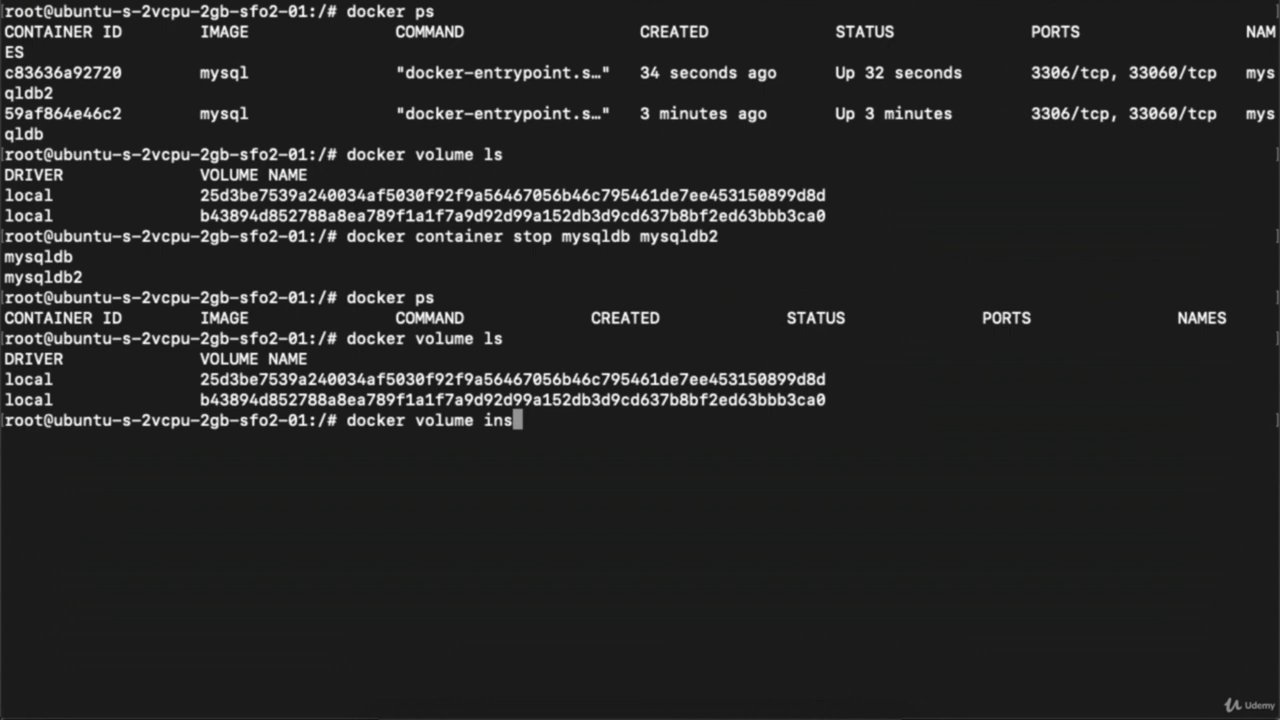 root@ubuntu-s-2vcpu-2gb-sfo2-01:/# docker ps
CONTAINER ID IMAGE COMMAND CREATED STATUS PORTS NAM
ES
c83636a92720 mysql "docker-entrypoint.s…" 34 seconds ago Up 32 seconds 3306/tcp, 33060/tcp mys
qldb2
59af864e46c2 mysql "docker-entrypoint.s…" 3 minutes ago Up 3 minutes 3306/tcp, 33060/tcp mys
qldb
root@ubuntu-s-2vcpu-2gb-sfo2-01:/# docker volume ls
DRIVER VOLUME NAME
local 25d3be7539a240034af5030f92f9a56467056b46c795461de7ee453150899d8d
local b43894d852788a8ea789f1a1f7a9d92d99a152db3d9cd637b8bf2ed63bbb3ca0
root@ubuntu-s-2vcpu-2gb-sfo2-01:/# docker container stop mysqldb mysqldb2
mysqldb
mysqldb2
root@ubuntu-s-2vcpu-2gb-sfo2-01:/# docker ps
CONTAINER ID IMAGE COMMAND CREATED STATUS PORTS NAMES
root@ubuntu-s-2vcpu-2gb-sfo2-01:/# docker volume ls
DRIVER VOLUME NAME
local 25d3be7539a240034af5030f92f9a56467056b46c795461de7ee453150899d8d
local b43894d852788a8ea789f1a1f7a9d92d99a152db3d9cd637b8bf2ed63bbb3ca0
root@ubuntu-s-2vcpu-2gb-sfo2-01:/# docker volume ins
Udemy